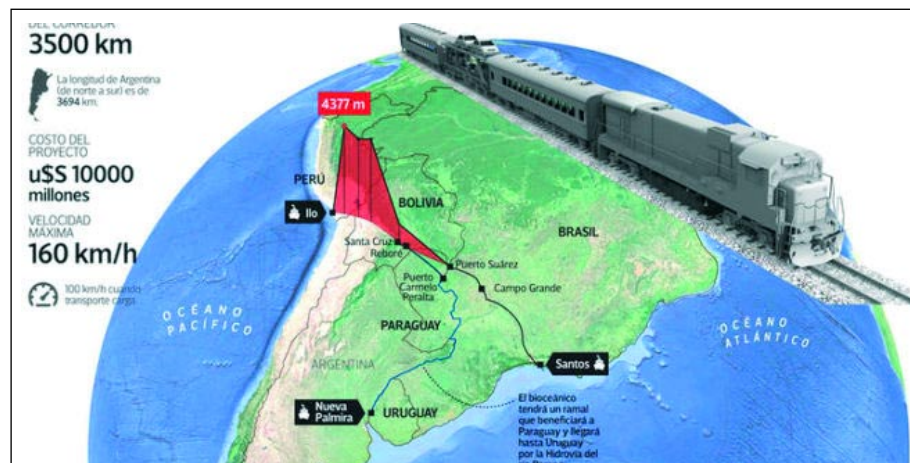 DEL CORREDOR
3500 km
La longitud de Argentina
(de norte a sur) es de
3694 km.
COSTO DEL
PROYECTO
u$S 10000
millones
VELOCIDAD
MÁXIMA
160 km/h
100 km/h cuando
transporte carga
4377 m
PERÚ
Ilo
BOLIVIA
Santa Cruz
Reboré
BRASIL
Puerto Suárez
Puerto
Carmelo
Peralta
Campo Grande
PARAGUAY
OCÉANO
PACÍFICO
OCÉANO
ATLÁNTICO
ARGENTINA
Santos
Nueva
Palmira
URUGUAY
El bioceánico
tendrá un ramal
que beneficiará a
Paraguay y llegará
hasta Uruguay
por la Hidrovía del